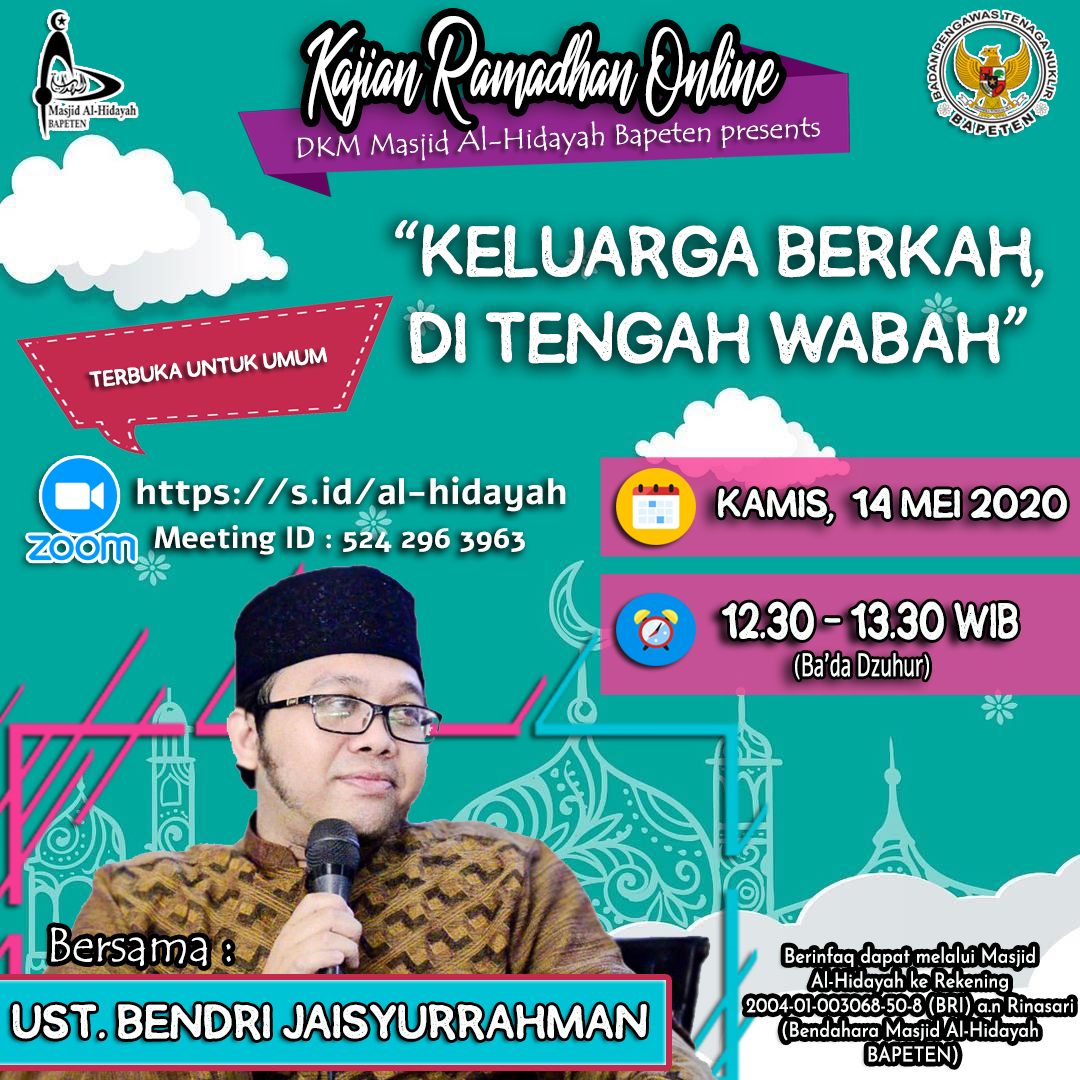 Masjid Al-Hidayah
BAPETEN
Kajian Ramadhan Online
DKM Masjid Al-Hidayah Bapeten presents
BADAN PENGAWAS TENAGA NUKLIR
BAPETEN
“KELUARGA BERKAH,
DI TENGAH WABAH”
TERBUKA UNTUK UMUM
zoom
https://s.id/al-hidayah
Meeting ID : 524 296 3963
KAMIS, 14 MEI 2020
12.30 - 13.30 WIB
(Ba'da Dzuhur)
Bersama :
UST. BENDRI JAISYURRAHMAN
Berinfaq dapat melalui Masjid
Al-Hidayah ke Rekening
2004-01-003068-50-8 (BRI) a.n Rinasari
(Bendahara Masjid Al-Hidayah
BAPETEN)